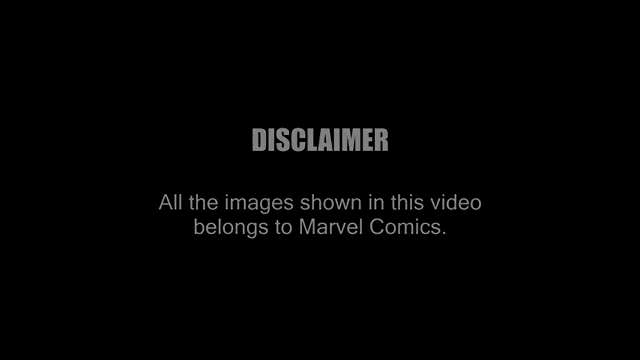 DISCLAIMER
All the images shown in this video
belongs to Marvel Comics.